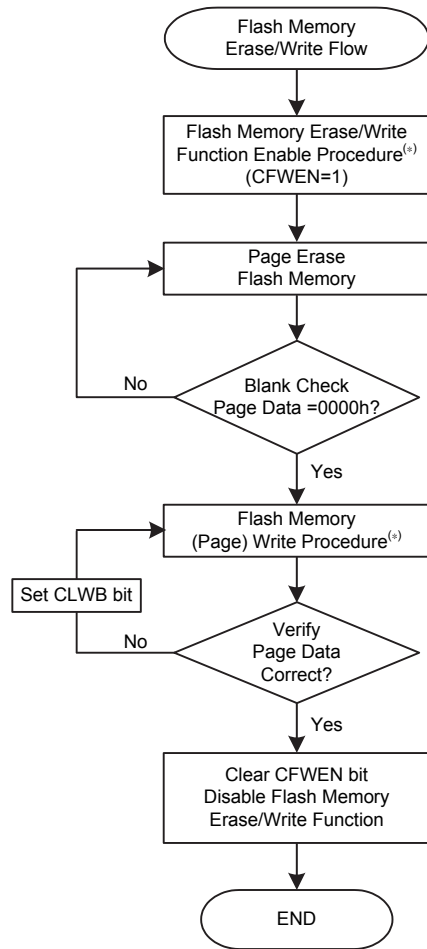 Flash Memory
Erase/Write Flow
Flash Memory Erase/Write
Function Enable Procedure(*)
(CFWEN=1)
Page Erase
Flash Memory
No
Blank Check
Page Data =0000h?
Yes
Flash Memory
(Page) Write Procedure(*)
Set CLWB bit
No
Verify
Page Data
Correct?
Yes
Clear CFWEN bit
Disable Flash Memory
Erase/Write Function
END